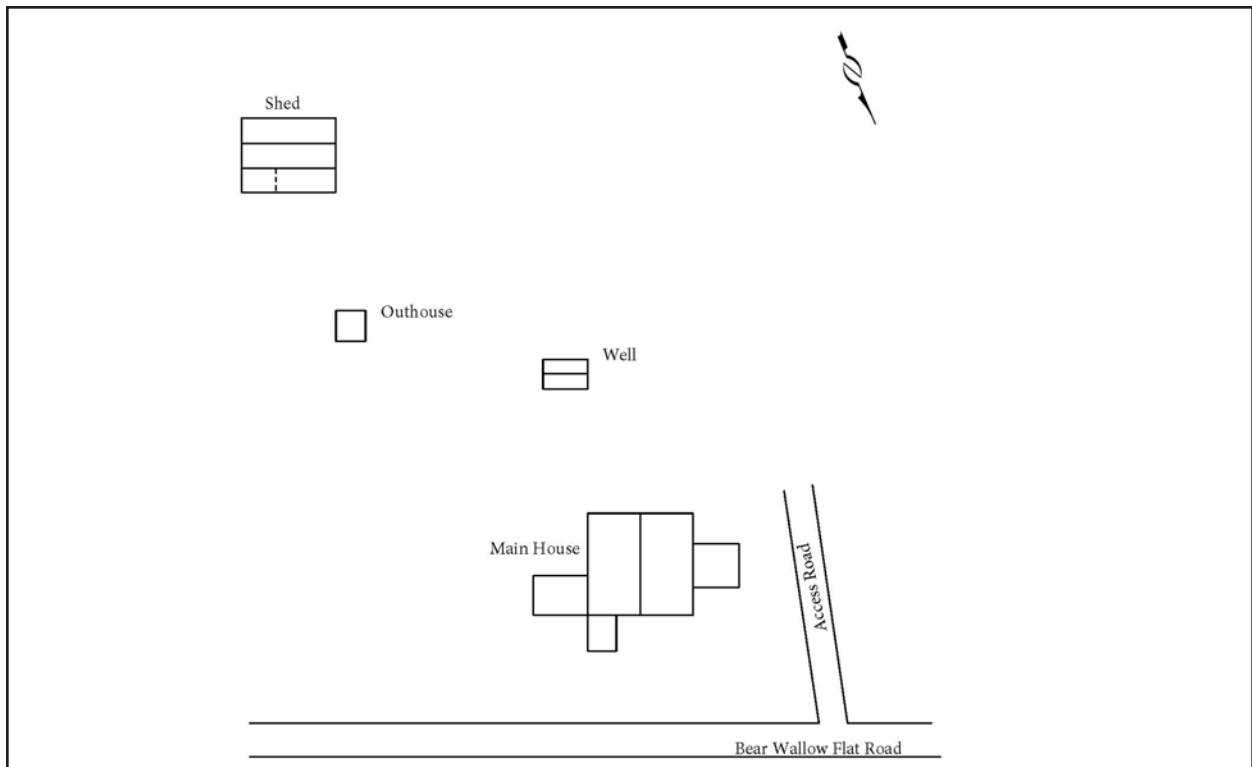 Shed
Outhouse
Well
Main House
Access Road
Bear Wallow Flat Road
N